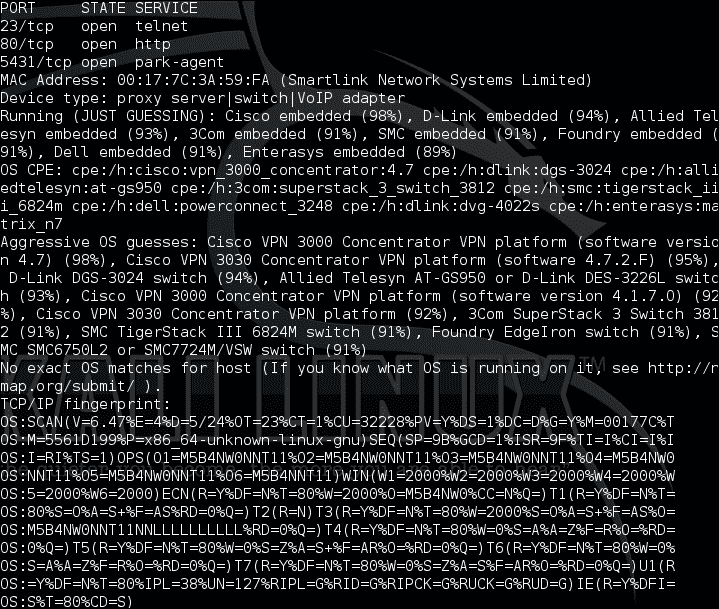 PORT     STATE SERVICE
23/tcp   open  telnet
80/tcp   open  http
5431/tcp open  park-agent
MAC Address: 00:17:7C:3A:59:FA (Smartlink Network Systems Limited)
Device type: proxy server|switch|VoIP adapter
Running (JUST GUESSING): Cisco embedded (98%), D-Link embedded (94%), Allied Tel
esyn embedded (93%), 3Com embedded (91%), SMC embedded (91%), Foundry embedded (
91%), Dell embedded (91%), Enterasys embedded (89%)
OS CPE: cpe:/h:cisco:vpn_3000_concentrator:4.7 cpe:/h:dlink:dgs-3024 cpe:/h:alli
edtelesyn:at-gs950 cpe:/h:3com:superstack_3_switch_3812 cpe:/h:smc:tigerstack_ii
i_6824m cpe:/h:dell:powerconnect_3248 cpe:/h:dlink:dvg-4022s cpe:/h:enterasys:ma
trix_n7
Aggressive OS guesses: Cisco VPN 3000 Concentrator VPN platform (software versio
n 4.7) (98%), Cisco VPN 3030 Concentrator VPN platform (software 4.7.2.F) (95%),
 D-Link DGS-3024 switch (94%), Allied Telesyn AT-GS950 or D-Link DES-3226L switc
h (93%), Cisco VPN 3000 Concentrator VPN platform (software version 4.1.7.0) (92
%), Cisco VPN 3030 Concentrator VPN platform (92%), 3Com SuperStack 3 Switch 381
2 (91%), SMC TigerStack III 6824M switch (91%), Foundry EdgeIron switch (91%), S
MC SMC6750L2 or SMC7724M/VSW switch (91%)
No exact OS matches for host (If you know what OS is running on it, see http://n
map.org/submit/ ).
TCP/IP fingerprint:
OS:SCAN(V=6.47%E=4%D=5/24%OT=23%CT=1%CU=32228%PV=Y%DS=1%DC=D%G=Y%M=00177C%T
OS:M=5561D199%P=x86_64-unknown-linux-gnu)SEQ(SP=9B%GCD=1%ISR=9F%TI=I%CI=I%I
OS:I=RI%TS=1)OPS(O1=M5B4NW0NNT11%O2=M5B4NW0NNT11%O3=M5B4NW0NNT11%O4=M5B4NW0
OS:NNT11%O5=M5B4NW0NNT11%O6=M5B4NNT11)WIN(W1=2000%W2=2000%W3=2000%W4=2000%W
OS:5=2000%W6=2000)ECN(R=Y%DF=N%T=80%W=2000%O=M5B4NW0%CC=N%Q=)T1(R=Y%DF=N%T=
OS:80%S=O%A=S+%F=AS%RD=0%Q=)T2(R=N)T3(R=Y%DF=N%T=80%W=2000%S=O%A=S+%F=AS%O=
OS:M5B4NW0NNT11NNLLLLLLLLLL%RD=0%Q=)T4(R=Y%DF=N%T=80%W=0%S=A%A=Z%F=R%O=%RD=
OS:0%Q=)T5(R=Y%DF=N%T=80%W=0%S=Z%A=S+%F=AR%O=%RD=0%Q=)T6(R=Y%DF=N%T=80%W=0%
OS:S=A%A=Z%F=R%O=%RD=0%Q=)T7(R=Y%DF=N%T=80%W=0%S=Z%A=S%F=AR%O=%RD=0%Q=)U1(R
OS:=Y%DF=N%T=80%IPL=38%UN=127%RIPL=G%RID=G%RIPCK=G%RUCK=G%RUD=G)IE(R=Y%DFI=
OS:S%T=80%CD=S)
KALI LINUX™